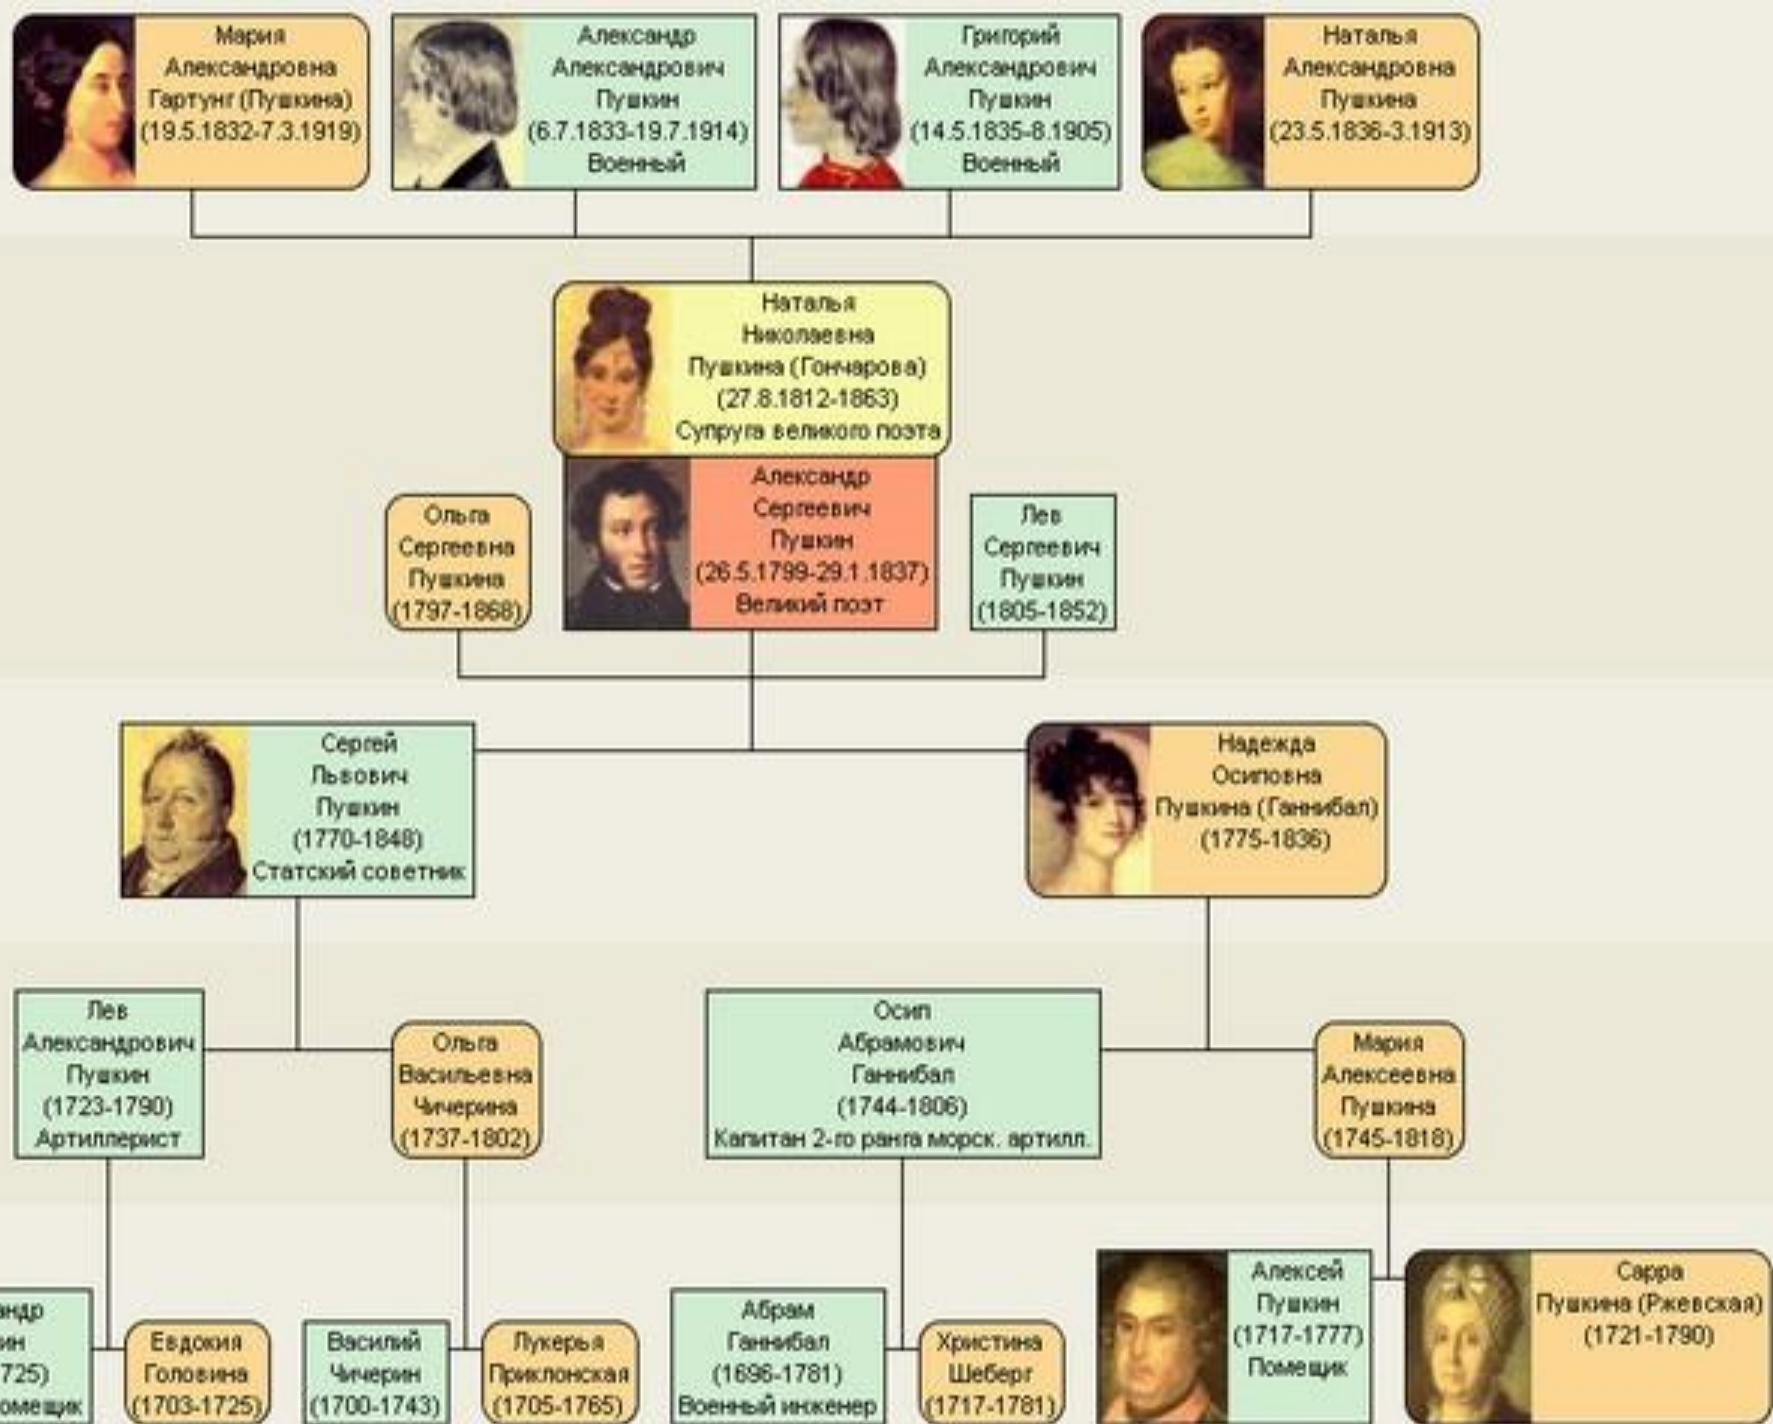 Мария
Александровна
Гартунг (Пушкина)
(19.5.1832-7.3.1919)
Александр
Александрович
Пушкин
(6.7.1833-19.7.1914)
Военный
Григорий
Александрович
Пушкин
(14.5.1835-8.1905)
Военный
Наталья
Александровна
Пушкина
(23.5.1836-3.1913)
Наталья
Николаевна
Пушкина (Гончарова)
(27.8.1812-1863)
Супруга великого поэта
Ольга
Сергеевна
Пушкина
(1797-1868)
Александр
Сергеевич
Пушкин
(26.5.1799-29.1.1837)
Великий поэт
Лев
Сергеевич
Пушкин
(1805-1852)
Сергей
Львович
Пушкин
(1770-1848)
Статский советник
Надежда
Осиповна
Пушкина (Ганнибал)
(1775-1836)
Лев
Александрович
Пушкин
(1723-1790)
Артиллерист
Ольга
Васильевна
Чичерина
(1737-1802)
Осип
Абрамович
Ганнибал
(1744-1806)
Капитан 2-го ранга морск. артилл.
Мария
Алексеевна
Пушкина
(1745-1818)
андр
ин
725)
омещик
Евдокия
Головина
(1703-1725)
Василий
Чичерин
(1700-1743)
Лукерья
Приклонская
(1705-1765)
Абрам
Ганнибал
(1696-1781)
Военный инженер
Христина
Шеберг
(1717-1781)
Алексей
Пушкин
(1717-1777)
Помещик
Сарра
Пушкина (Ржевская)
(1721-1790)